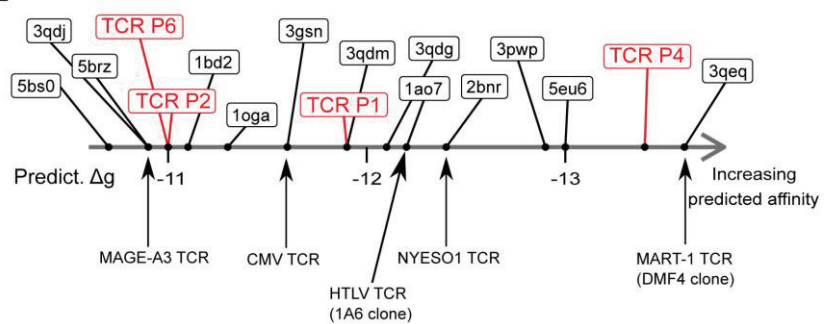 3qdj
TCR P6
3gsn
3qdg
3pwp
TCR P4
5brz
1bd2
3qdm
3qeq
5bs0
TCR P2
1oga
TCR P1
1ao7
2bnr
5eu6
Predict. Δg
-11
-12
-13
Increasing
predicted affinity
MAGE-A3 TCR
CMV TCR
NYESO1 TCR
MART-1 TCR
(DMF4 clone)
HTLV TCR
(1A6 clone)